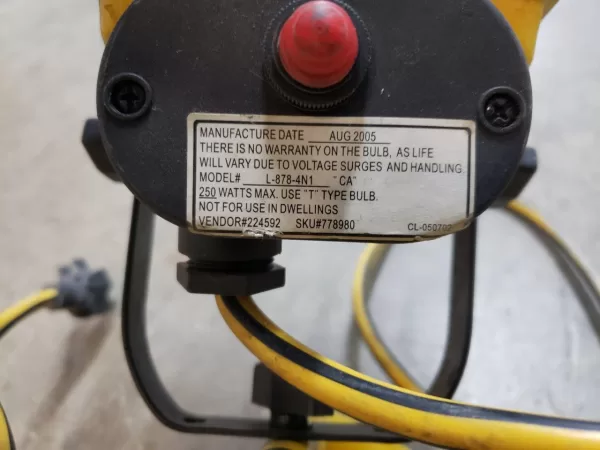 MANUFACTURE DATE AUG 2005
THERE IS NO WARRANTY ON THE BULB, AS LIFE
WILL VARY DUE TO VOLTAGE SURGES AND HANDLING.
MODEL# L-878-4N1 "CA"
250 WATTS MAX. USE "T" TYPE BULB.
NOT FOR USE IN DWELLINGS
VENDOR#224592 SKU#778980 CL-050702